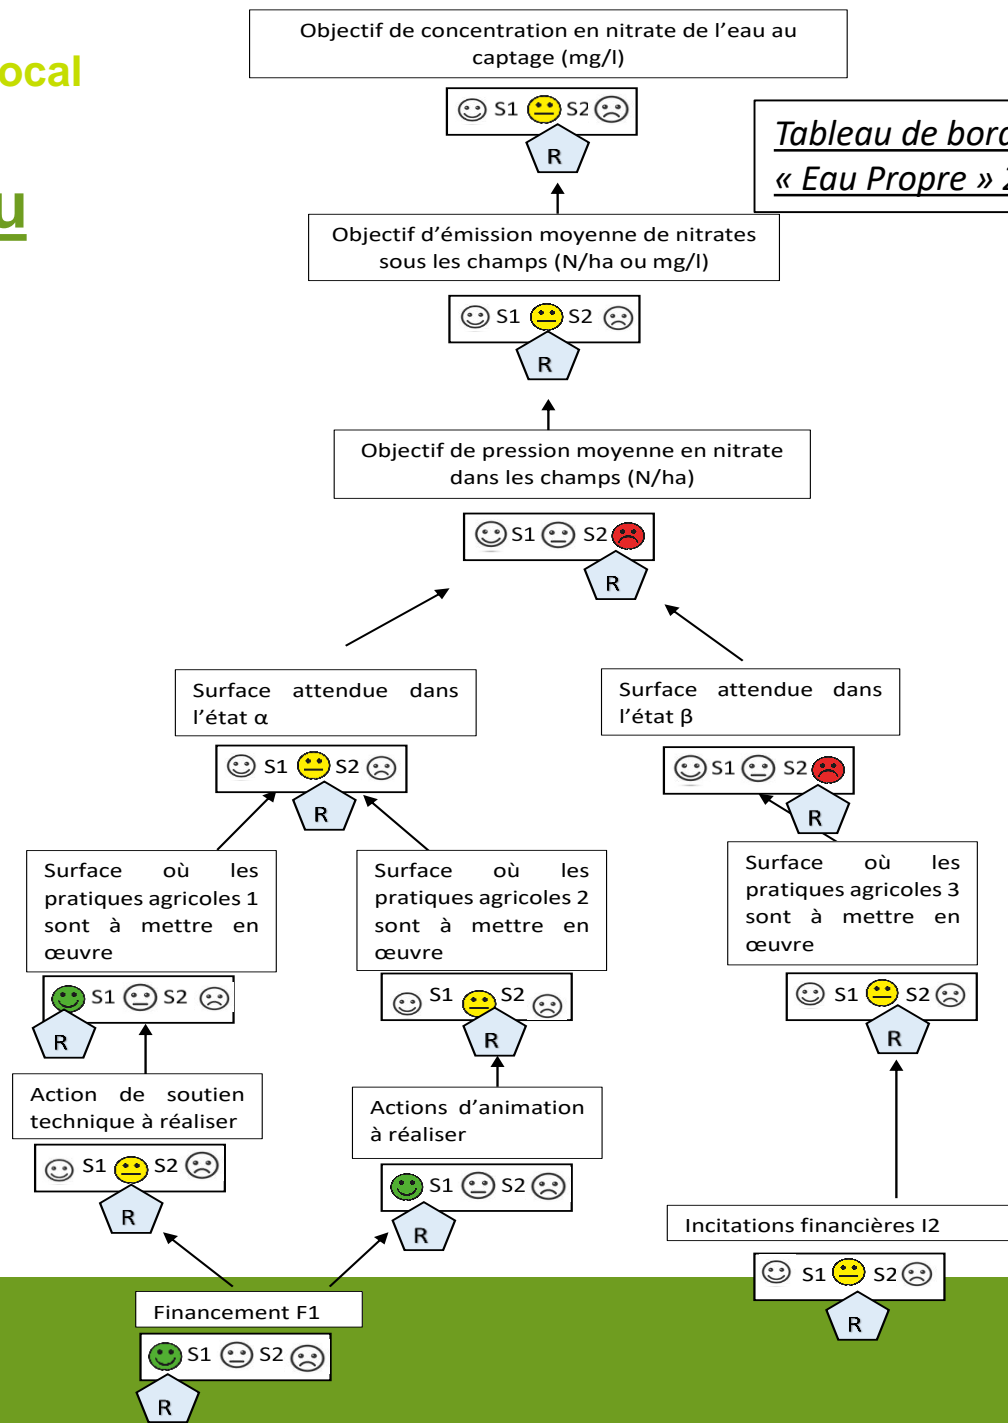 Objectif de concentration en nitrate de l'eau au
captage (mg/l)
ocal
S1 S2
R
Tableau de bord
« Eau Propre » 2
u
Objectif d'émission moyenne de nitrates
sous les champs (N/ha ou mg/l)
S1 S2
R
Objectif de pression moyenne en nitrate
dans les champs (N/ha)
S1 S2
R
Surface attendue dans
l'état α
S1 S2
R
Surface attendue dans
l'état β
S1 S2
R
Surface où les
pratiques agricoles 1
sont à mettre en
œuvre
S1 S2
R
Surface où les
pratiques agricoles 2
sont à mettre en
œuvre
S1 S2
R
Surface où les
pratiques agricoles 3
sont à mettre en
œuvre
S1 S2
R
Action de soutien
technique à réaliser
S1 S2
R
Actions d'animation
à réaliser
S1 S2
R
Incitations financières I2
S1 S2
R
Financement F1
S1 S2
R